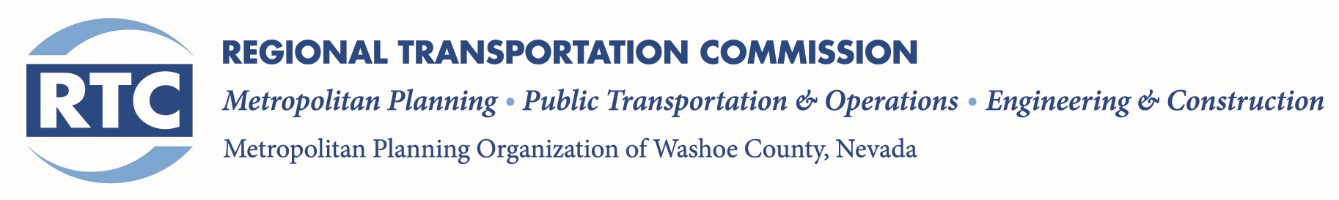 RTC
REGIONAL TRANSPORTATION COMMISSION
Metropolitan Planning • Public Transportation & Operations • Engineering & Construction
Metropolitan Planning Organization of Washoe County, Nevada